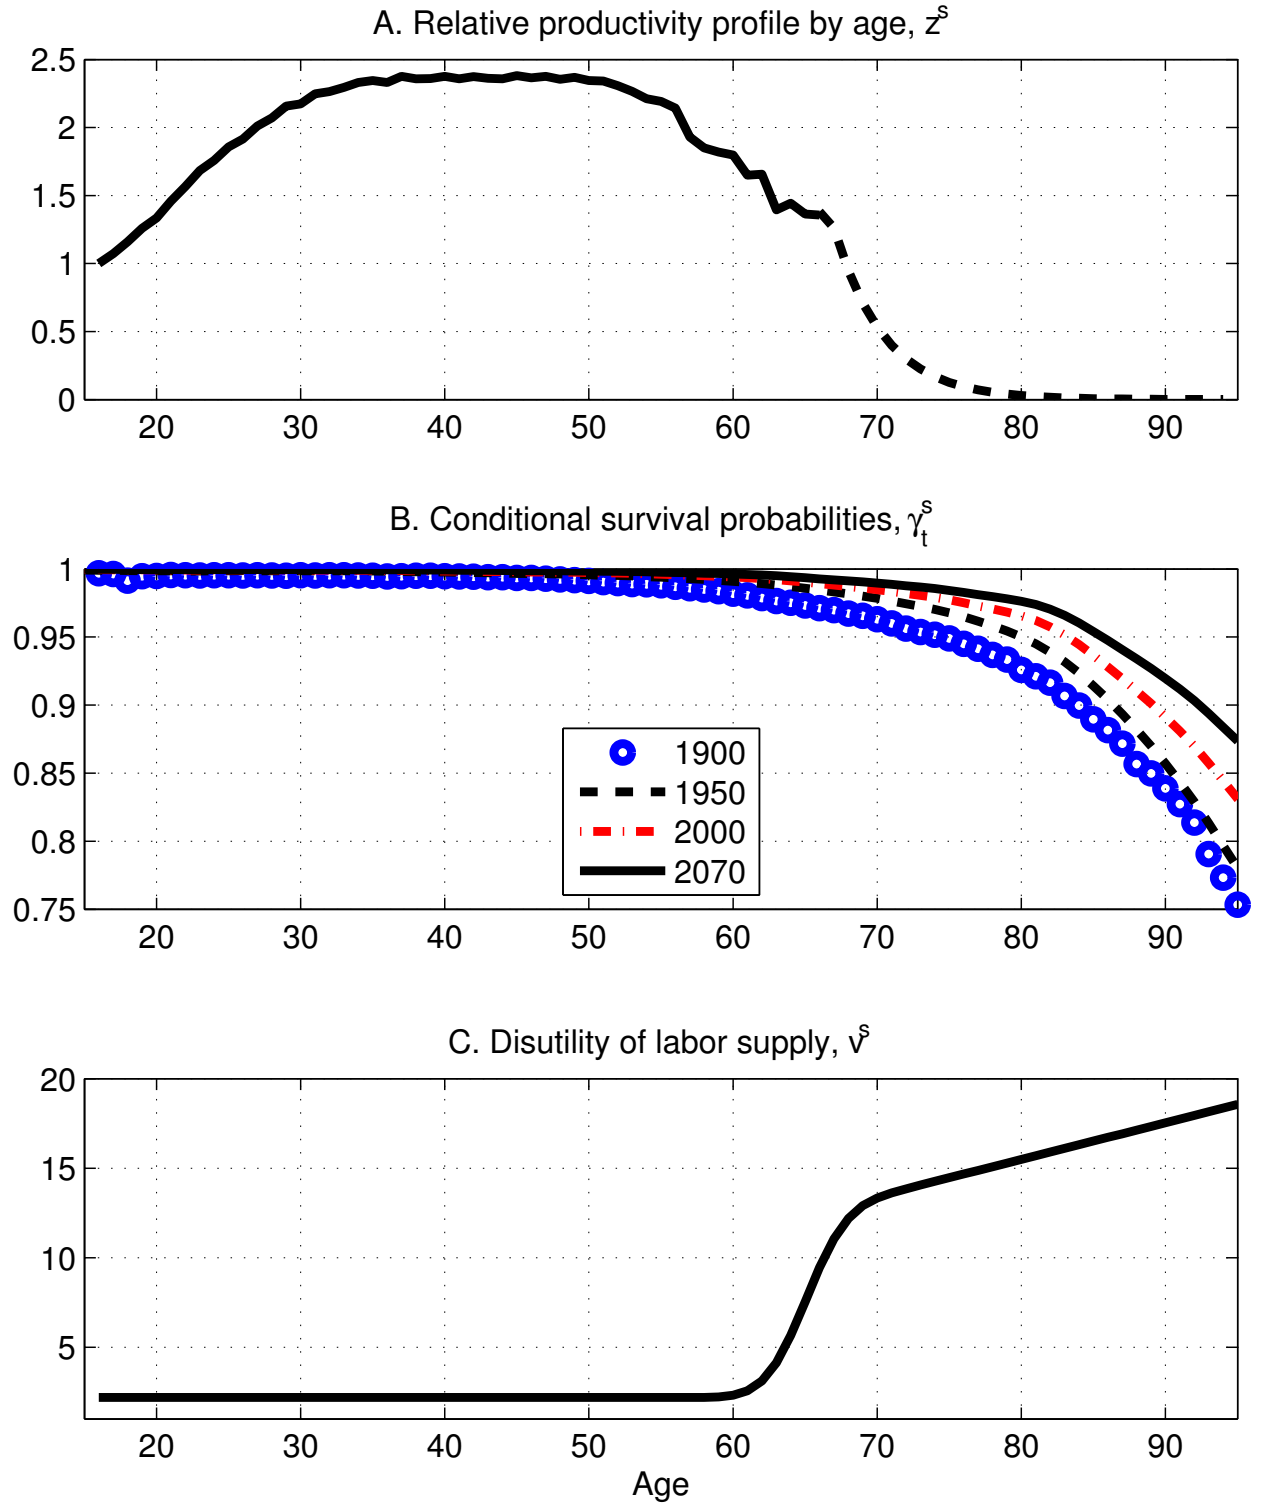 A. Relative productivity profile by age, z^s
2.5
2
1.5
1
0.5
0
20 30 40 50 60 70 80 90
B. Conditional survival probabilities, γ_t^s
1
0.95
0.9
0.85
0.8
0.75
1900
1950
2000
2070
20 30 40 50 60 70 80 90
C. Disutility of labor supply, v^s
20
15
10
5
20 30 40 50 60 70 80 90
Age